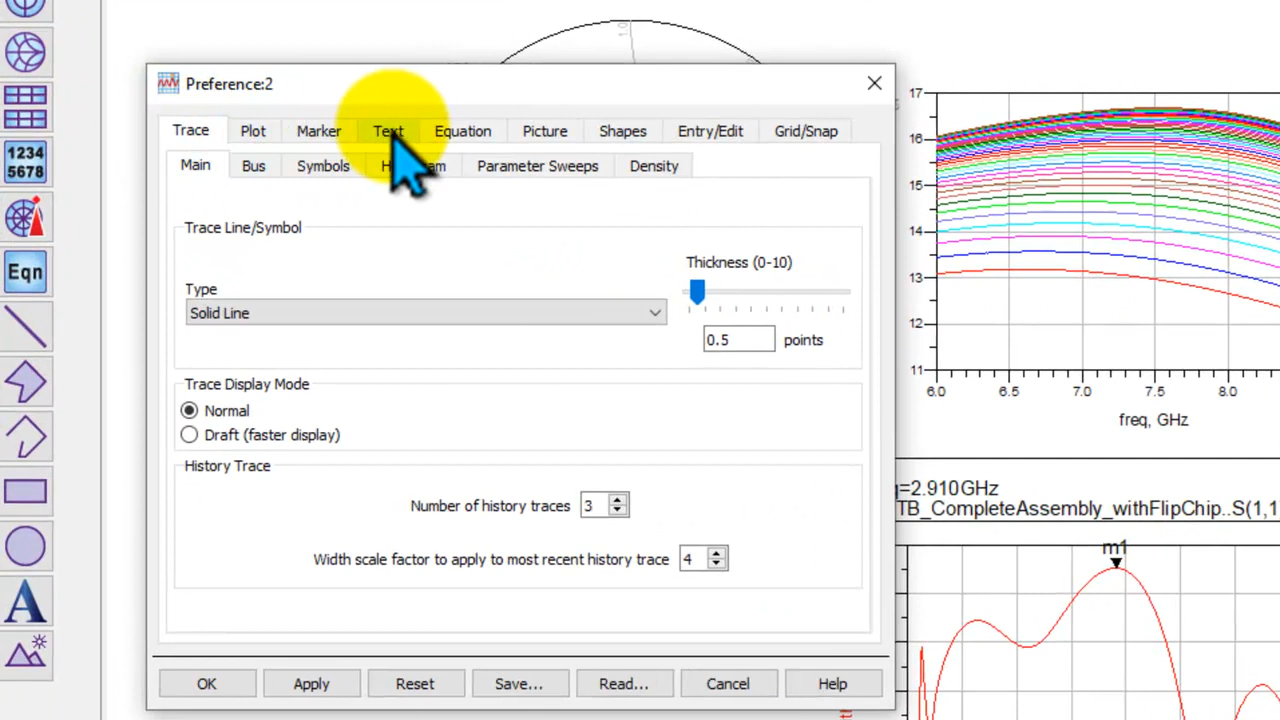 1.0
Preference:2
Trace Plot Marker Text Equation Picture Shapes Entry/Edit Grid/Snap
Main Bus Symbols Parameter Sweeps Density
Trace Line/Symbol
Thickness (0-10)
Type
Solid Line
0.5 points
Trace Display Mode
Normal
Draft (faster display)
History Trace
Number of history traces 3
Width scale factor to apply to most recent history trace 4
OK Apply Reset Save... Read... Cancel Help
1234
5678
Eqn
A
17
16
15
14
13
12
11
6.0 6.5 7.0 7.5 8.0
freq, GHz
=2.910GHz
TB_CompleteAssembly_withFlipChip..S(1,1
m1